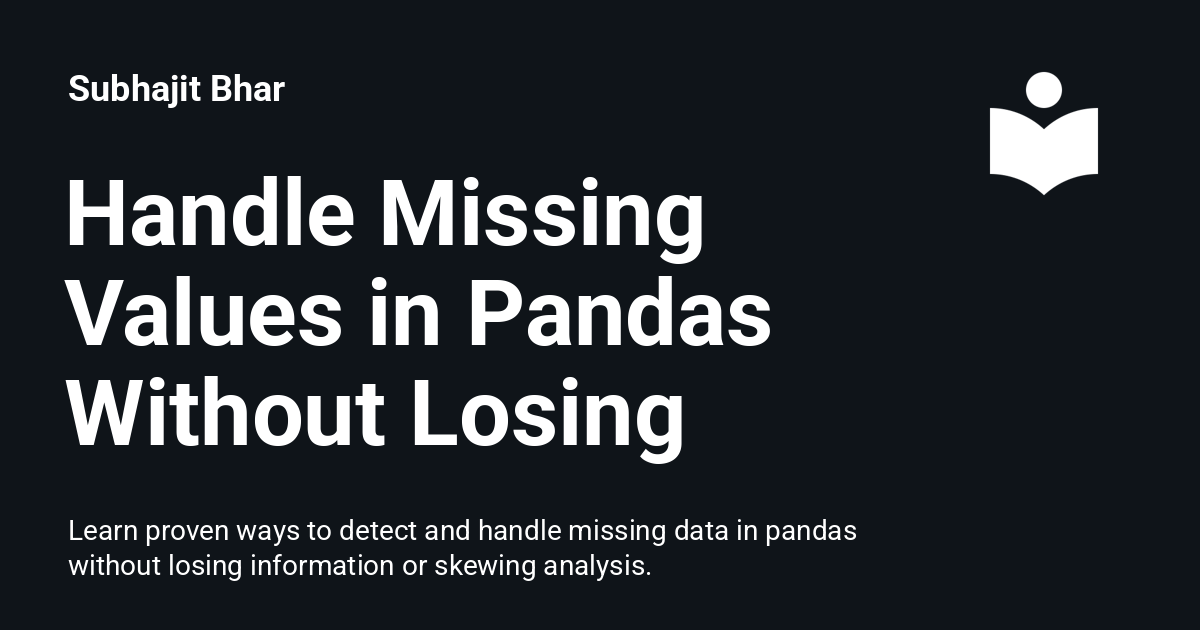 Subhajit Bhar
Handle Missing
Values in Pandas
Without Losing
Learn proven ways to detect and handle missing data in pandas
without losing information or skewing analysis.